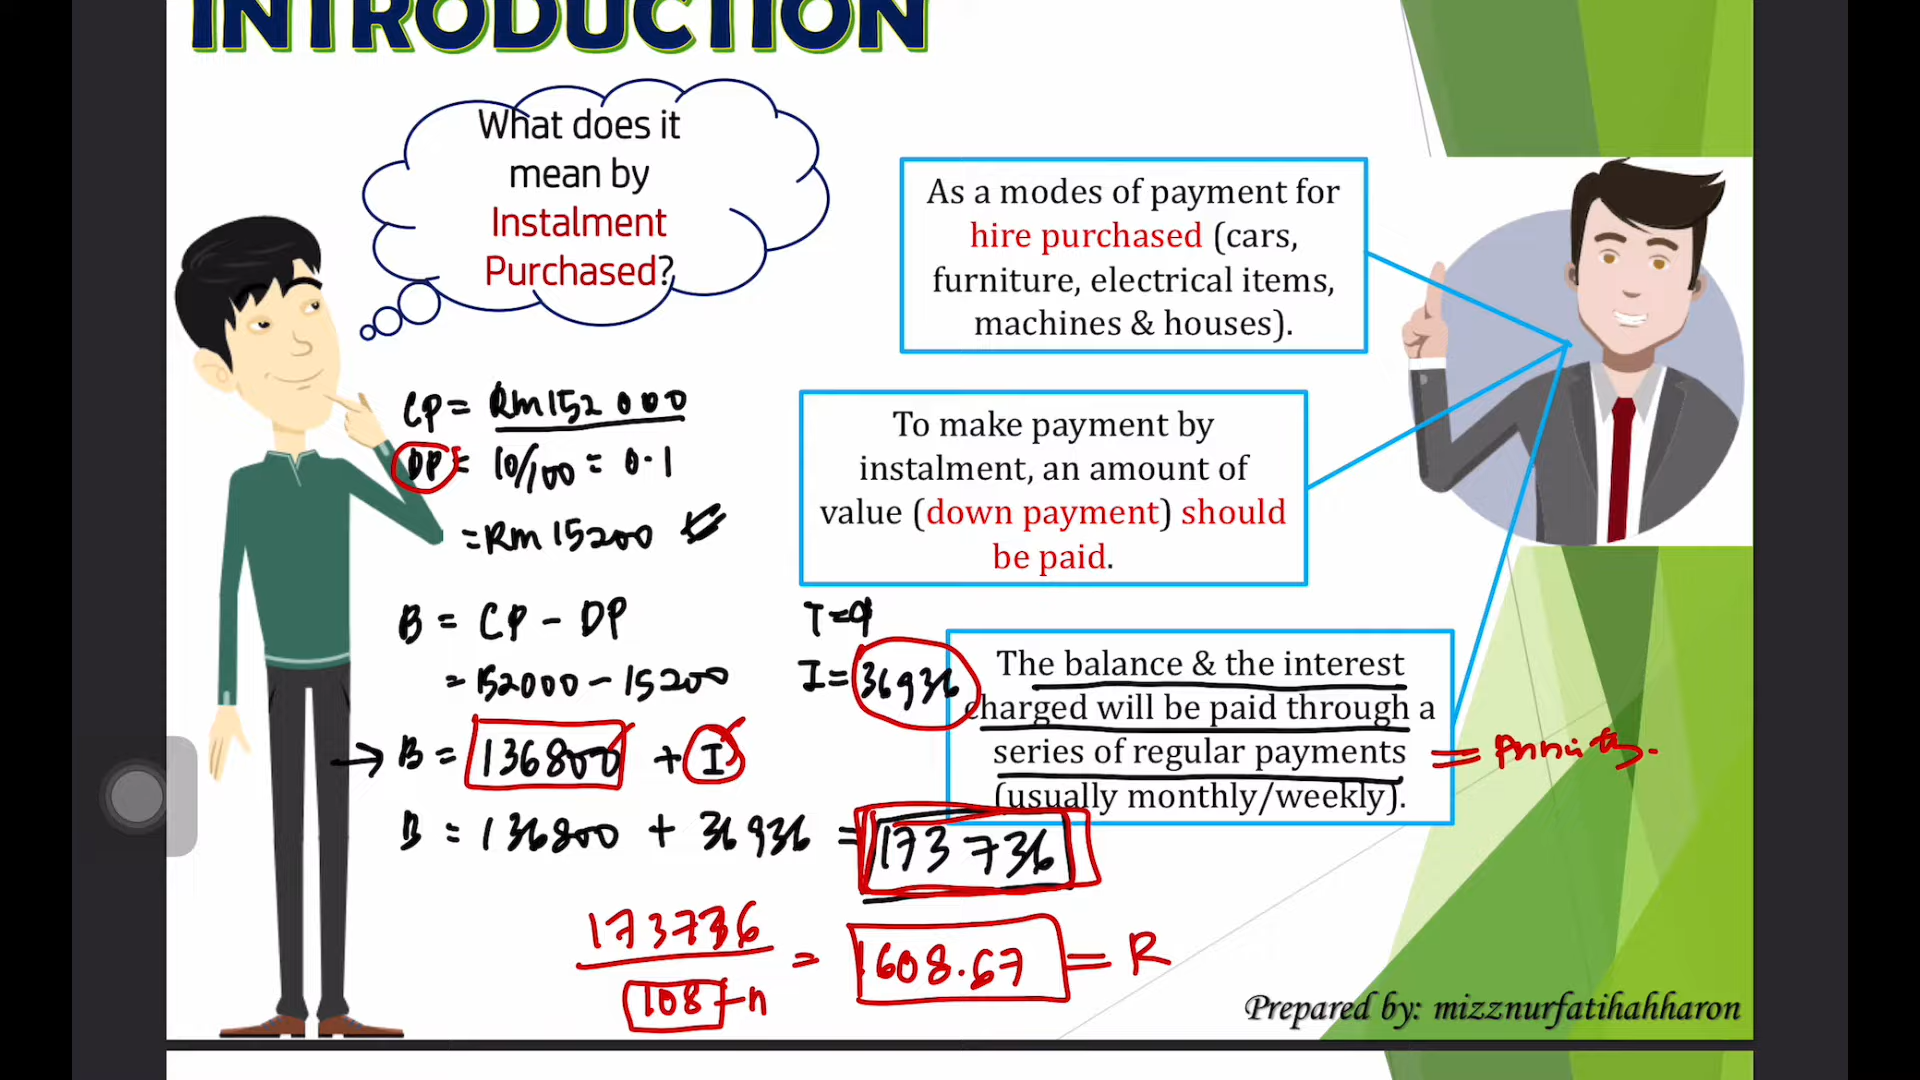 INTRODUCTION
What does it
mean by
Instalment
Purchased?
As a modes of payment for
hire purchased (cars,
furniture, electrical items,
machines & houses).
CP = Rm152 000
DP = 10/100 = 0.1
= Rm 15200
To make payment by
instalment, an amount of
value (down payment) should
be paid.
B = CP - DP
= 152000 - 15200
T=9
I = 36936
The balance & the interest
charged will be paid through a
series of regular payments
(usually monthly/weekly).
= Annuity.
→ B = 136800 + I
B = 136800 + 36936 = 173 736
173736
108 - n
= 1608.67 = R
Prepared by: mizznurfatihahharon